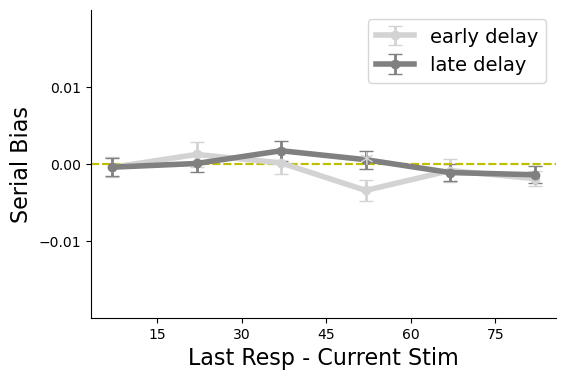 early delay
late delay
0.01
0.00
−0.01
Serial Bias
15 30 45 60 75
Last Resp - Current Stim